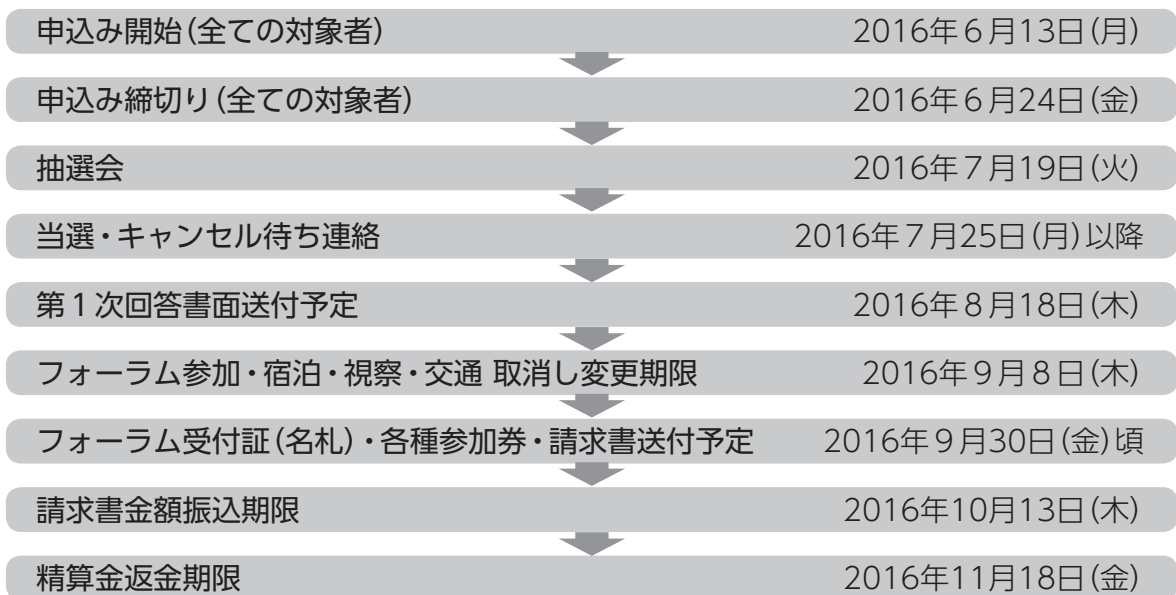 申込み開始(全ての対象者) 2016年6月13日(月)
申込み締切り(全ての対象者) 2016年6月24日(金)
抽選会 2016年7月19日(火)
当選・キャンセル待ち連絡 2016年7月25日(月)以降
第1次回答書面送付予定 2016年8月18日(木)
フォーラム参加・宿泊・視察・交通 取消し変更期限 2016年9月8日(木)
フォーラム受付証(名札)・各種参加券・請求書送付予定 2016年9月30日(金)頃
請求書金額振込期限 2016年10月13日(木)
精算金返金期限 2016年11月18日(金)